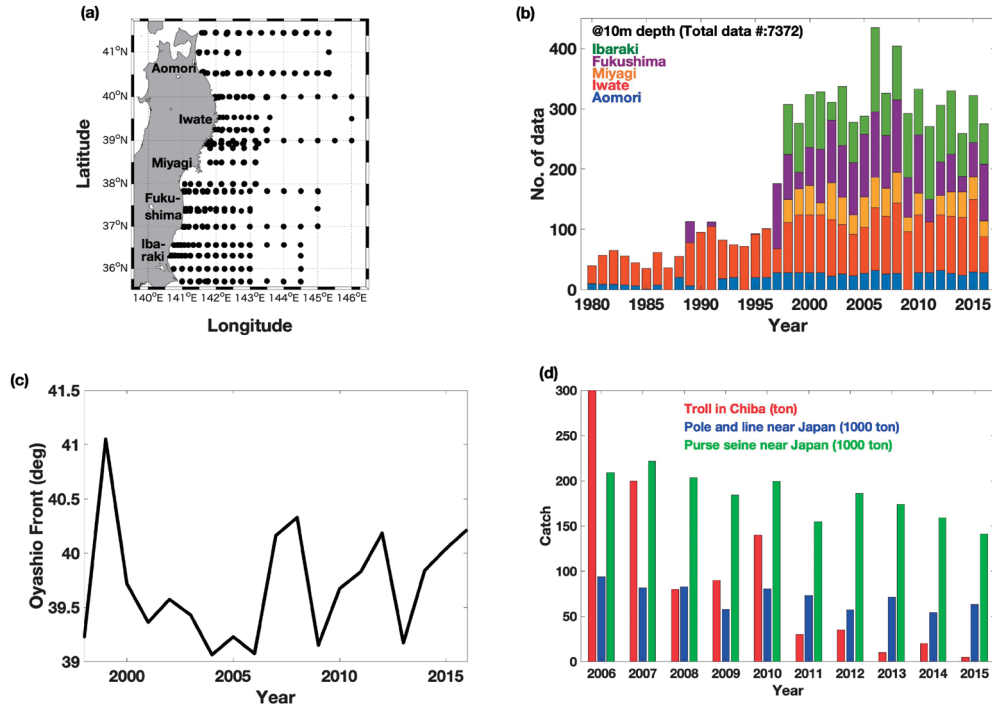 (a)
41°N
40°N
39°N
38°N
37°N
36°N
Aomori
Iwate
Miyagi
Fuku-
shima
Iba-
raki
Latitude
140°E 141°E 142°E 143°E 144°E 145°E 146°E
Longitude
(b)
@10m depth (Total data #:7372)
Ibaraki
Fukushima
Miyagi
Iwate
Aomori
400
300
200
100
0
No. of data
1980 1985 1990 1995 2000 2005 2010 2015
Year
(c)
41.5
41
40.5
40
39.5
39
Oyashio Front (deg)
2000 2005 2010 2015
Year
(d)
300
250
200
150
100
50
0
Catch
Troll in Chiba (ton)
Pole and line near Japan (1000 ton)
Purse seine near Japan (1000 ton)
2006 2007 2008 2009 2010 2011 2012 2013 2014 2015
Year